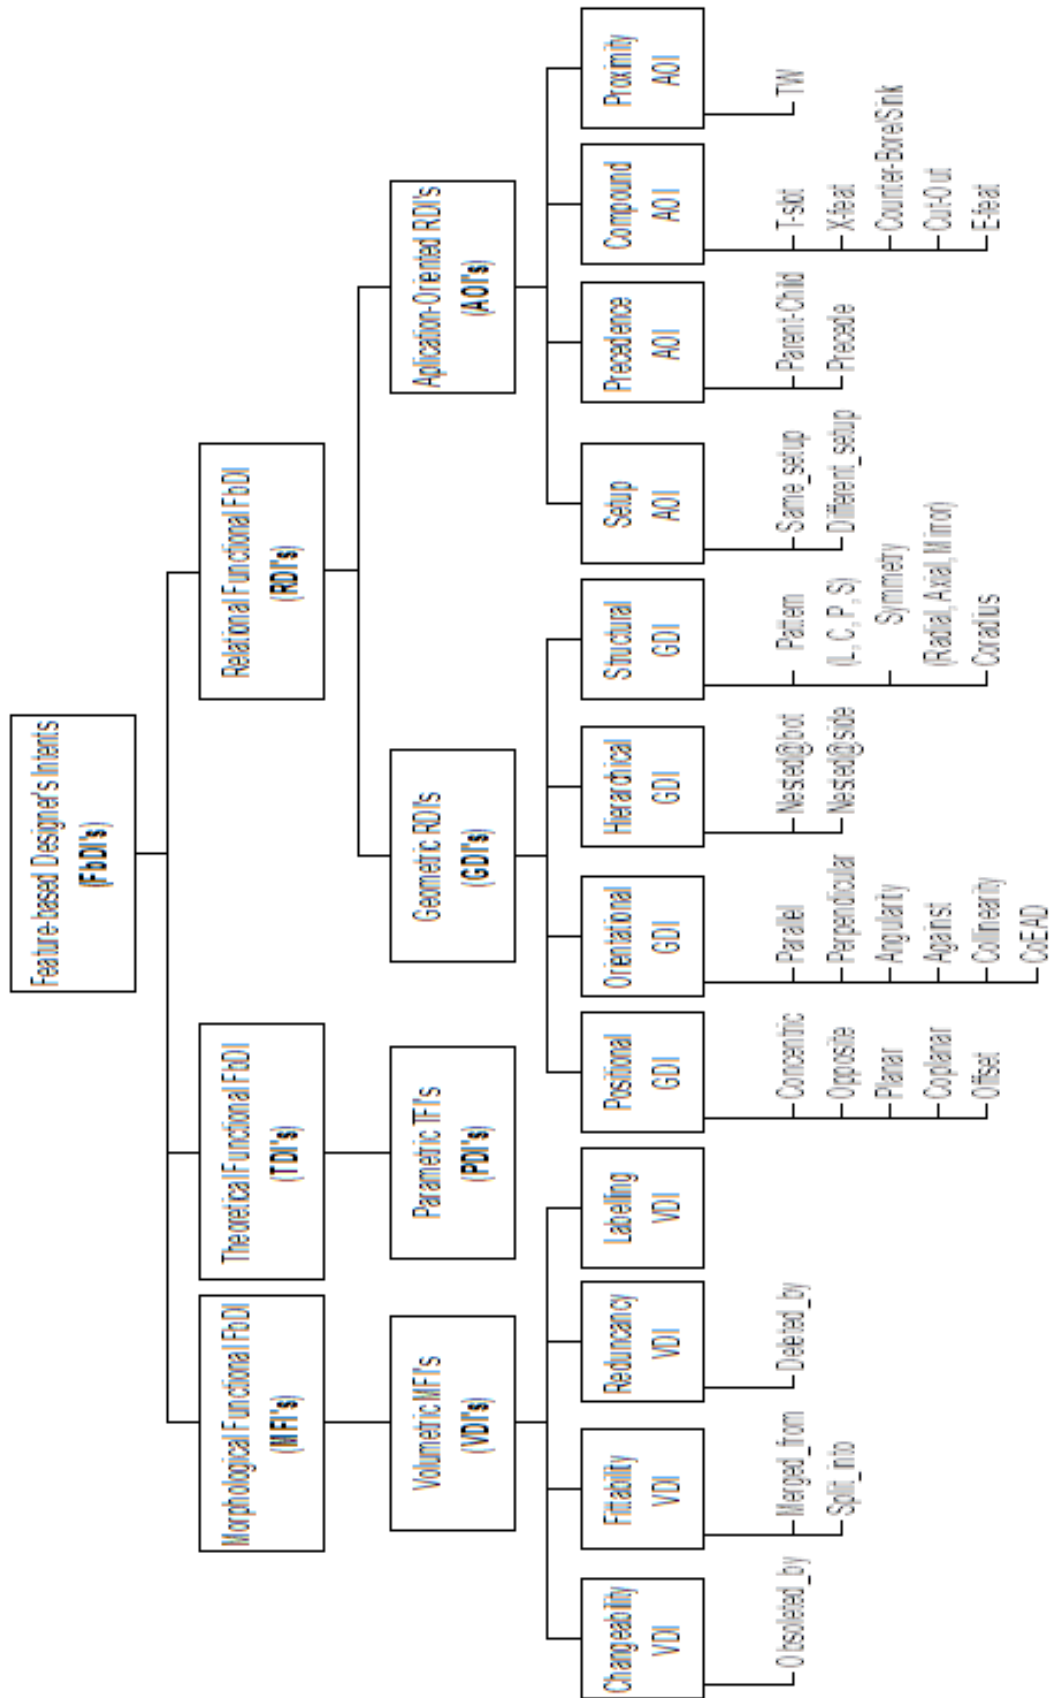 Feature-based Designer's Intents
(FbDI's)
Morphological Functional FbDI
(MFI's)
Theoretical Functional FbDI
(TDI's)
Relational Functional FbDI
(RDI's)
Volumetric MFI's
(VDI's)
Parametric TFI's
(PDI's)
Geometric RDI's
(GDI's)
Aplication-Oriented RDI's
(AOI's)
Changeability
VDI
Fittability
VDI
Reduncancy
VDI
Labelling
VDI
Positional
GDI
Orientational
GDI
Hierarchical
GDI
Structural
GDI
Setup
AOI
Precedence
AOI
Compound
AOI
Proximity
AOI
Obsoleted_by
Merged_from
Split_into
Deleted_by
Concentric
Opposite
Planar
Coplanar
Offset
Parallel
Perpendicular
Angularity
Against
Collinearity
CoEAD
Nested@bot
Nested@side
Pattern
(L, C, P, S)
Symmetry
(Radial, Axial, Mirror)
Coradius
Same_setup
Different_setup
Parent-Child
Precede
T-slot
X-feat
Counter-Bore/Sink
Cut-Out
E-feat
TW